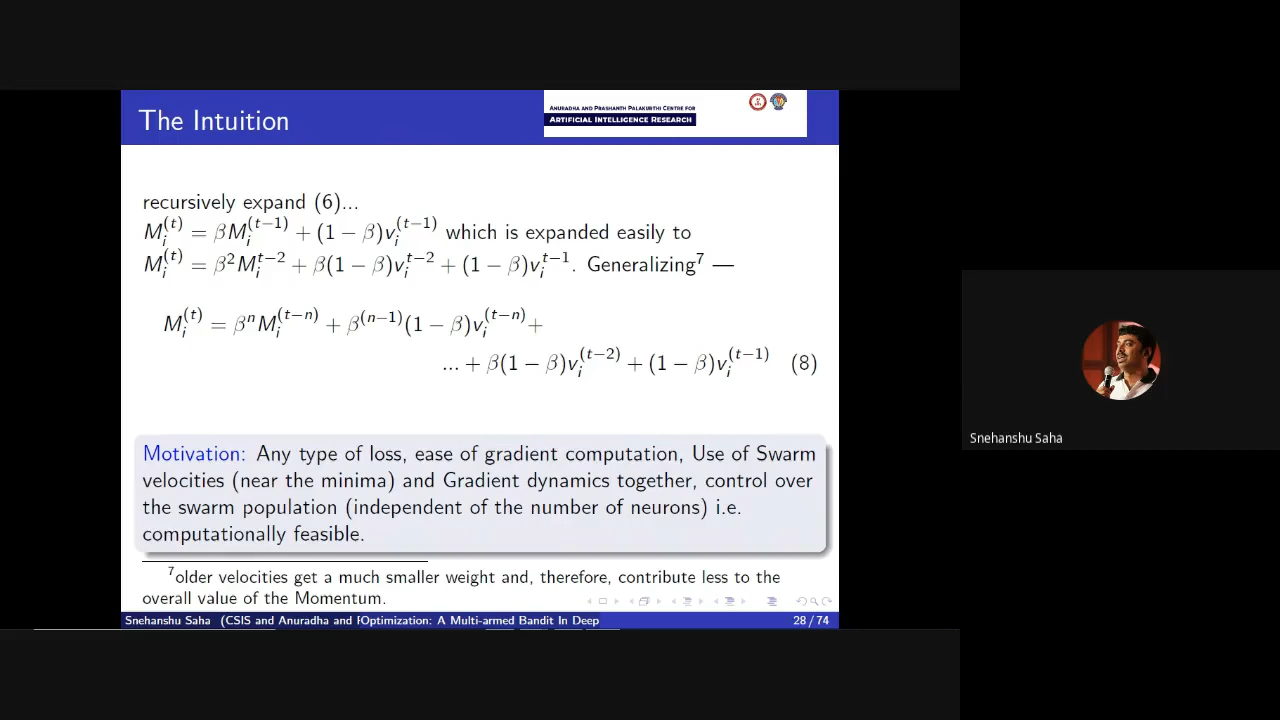 The Intuition
ANURADHA AND PRASHANTH PALAKURTHI CENTRE FOR
ARTIFICIAL INTELLIGENCE RESEARCH
recursively expand (6)...
M_i^{(t)} = βM_i^{(t−1)} + (1 − β)v_i^{(t−1)} which is expanded easily to
M_i^{(t)} = β^2 M_i^{t−2} + β(1 − β)v_i^{t−2} + (1 − β)v_i^{t−1}. Generalizing^7 —
M_i^{(t)} = β^n M_i^{(t−n)} + β^{(n−1)}(1 − β)v_i^{(t−n)}+
... + β(1 − β)v_i^{(t−2)} + (1 − β)v_i^{(t−1)} (8)
Motivation: Any type of loss, ease of gradient computation, Use of Swarm
velocities (near the minima) and Gradient dynamics together, control over
the swarm population (independent of the number of neurons) i.e.
computationally feasible.
^7older velocities get a much smaller weight and, therefore, contribute less to the
overall value of the Momentum.
Snehanshu Saha (CSIS and Anuradha and POptimization: A Multi-armed Bandit In Deep 28 / 74
Snehanshu Saha